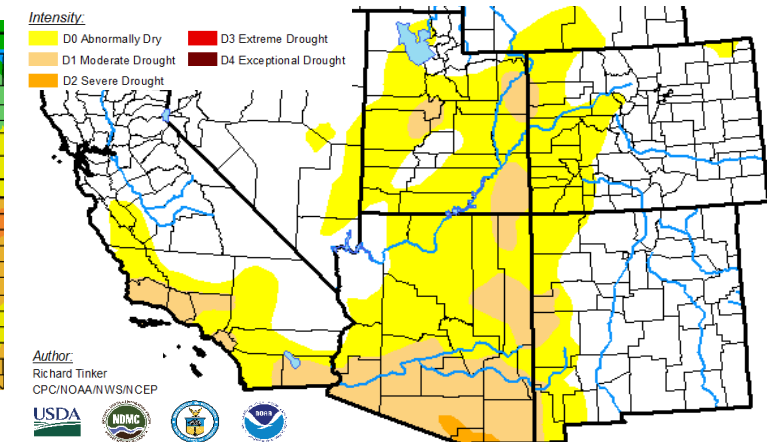 Intensity:
D0 Abnormally Dry
D1 Moderate Drought
D2 Severe Drought
D3 Extreme Drought
D4 Exceptional Drought
Author:
Richard Tinker
CPC/NOAA/NWS/NCEP
USDA
NDMC
NOAA